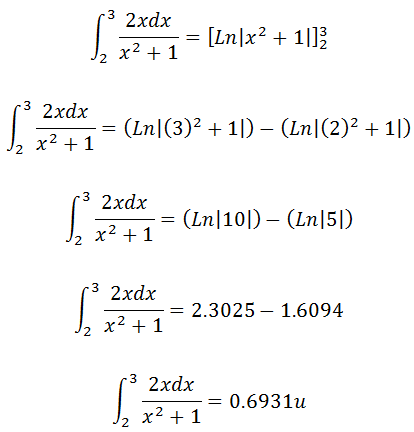 ∫₂³ 2xdx/(x² + 1) = [Ln|x² + 1|]₂³
∫₂³ 2xdx/(x² + 1) = (Ln|(3)² + 1|) − (Ln|(2)² + 1|)
∫₂³ 2xdx/(x² + 1) = (Ln|10|) − (Ln|5|)
∫₂³ 2xdx/(x² + 1) = 2.3025 − 1.6094
∫₂³ 2xdx/(x² + 1) = 0.6931u